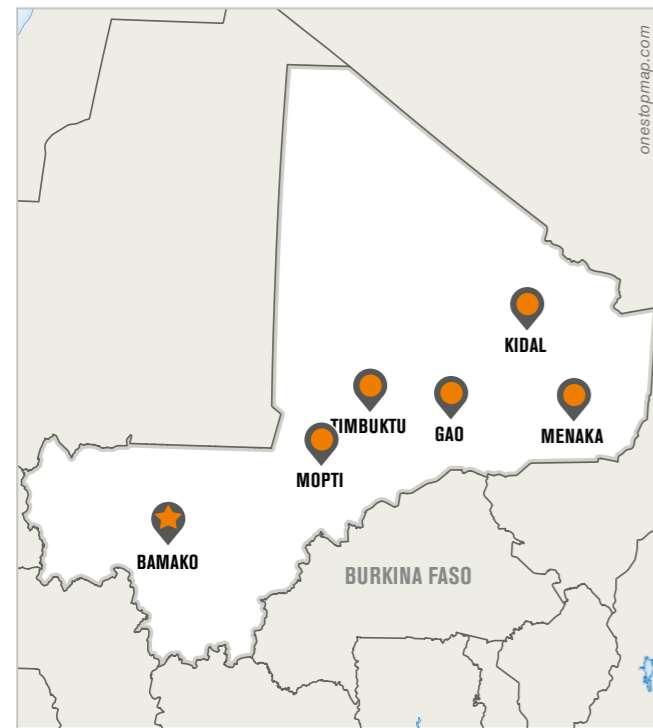 onestopmap.com
KIDAL
TIMBUKTU
GAO
MENAKA
MOPTI
BAMAKO
BURKINA FASO